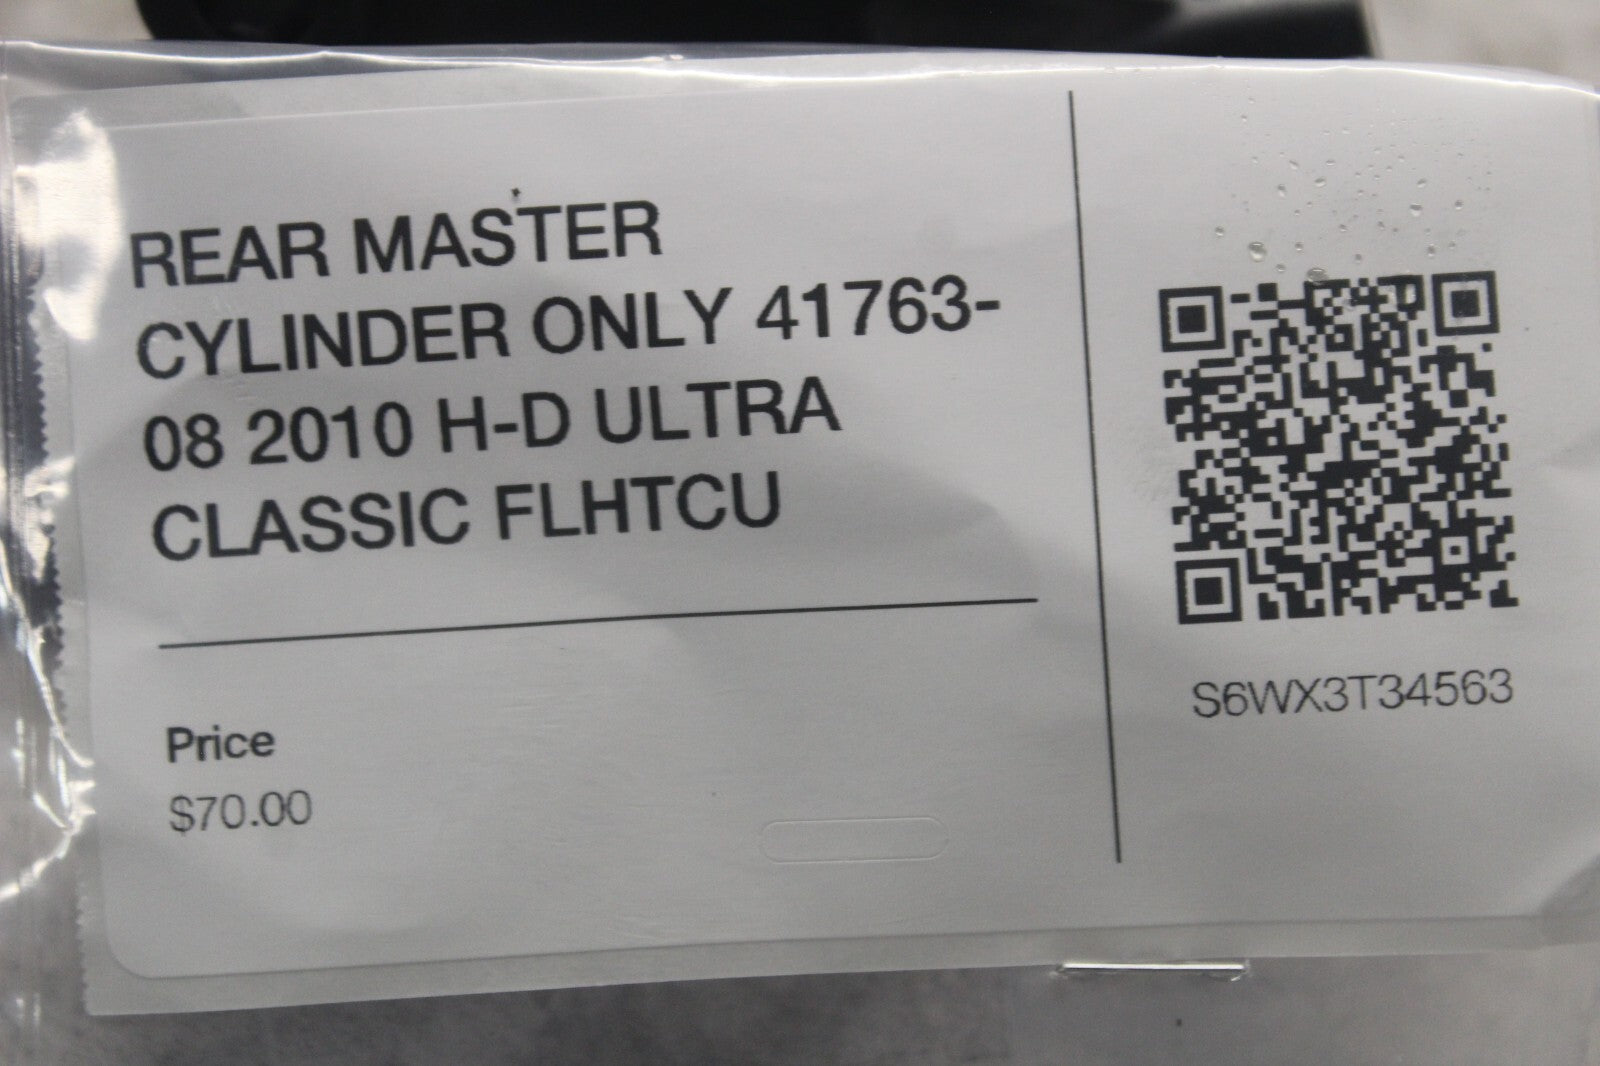 REAR MASTER
CYLINDER ONLY 41763-
08 2010 H-D ULTRA
CLASSIC FLHTCU
Price
$70.00
S6WX3T34563